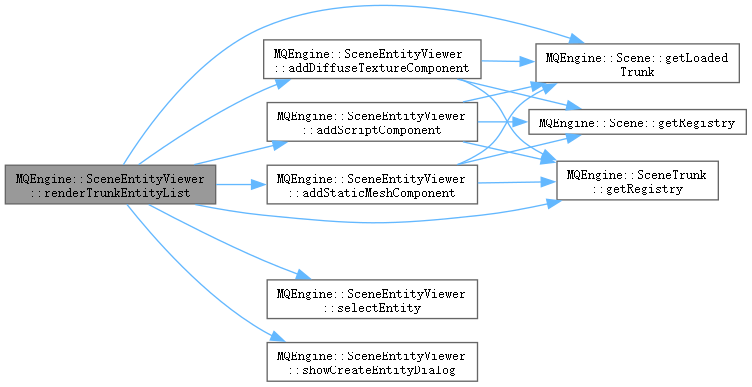 MQEngine::SceneEntityViewer
::renderTrunkEntityList
MQEngine::SceneEntityViewer
::addDiffuseTextureComponent
MQEngine::SceneEntityViewer
::addScriptComponent
MQEngine::SceneEntityViewer
::addStaticMeshComponent
MQEngine::SceneEntityViewer
::selectEntity
MQEngine::SceneEntityViewer
::showCreateEntityDialog
MQEngine::Scene::getLoaded
Trunk
MQEngine::Scene::getRegistry
MQEngine::SceneTrunk
::getRegistry